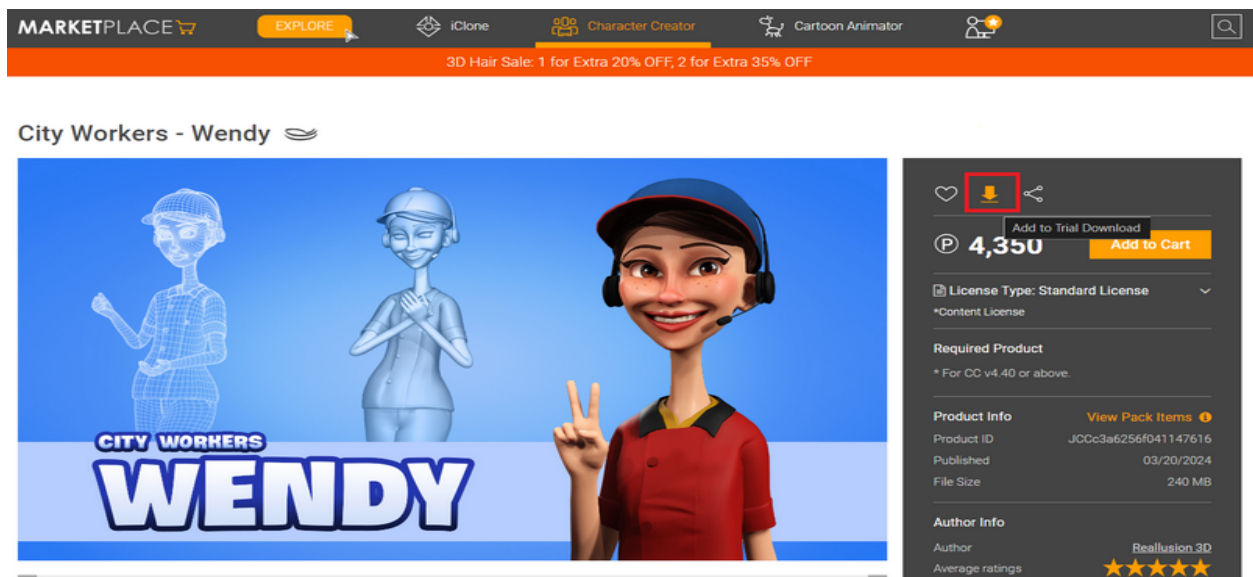 MARKETPLACE
EXPLORE
iClone
Character Creator
Cartoon Animator
3D Hair Sale: 1 for Extra 20% OFF, 2 for Extra 35% OFF
City Workers - Wendy
CITY WORKERS
WENDY
Add to Trial Download
P 4,350
Add to Cart
License Type: Standard License
*Content License
Required Product
* For CC v4.40 or above.
Product Info View Pack Items
Product ID JCCc3a6256f041147616
Published 03/20/2024
File Size 240 MB
Author Info
Author Reallusion 3D
Average ratings